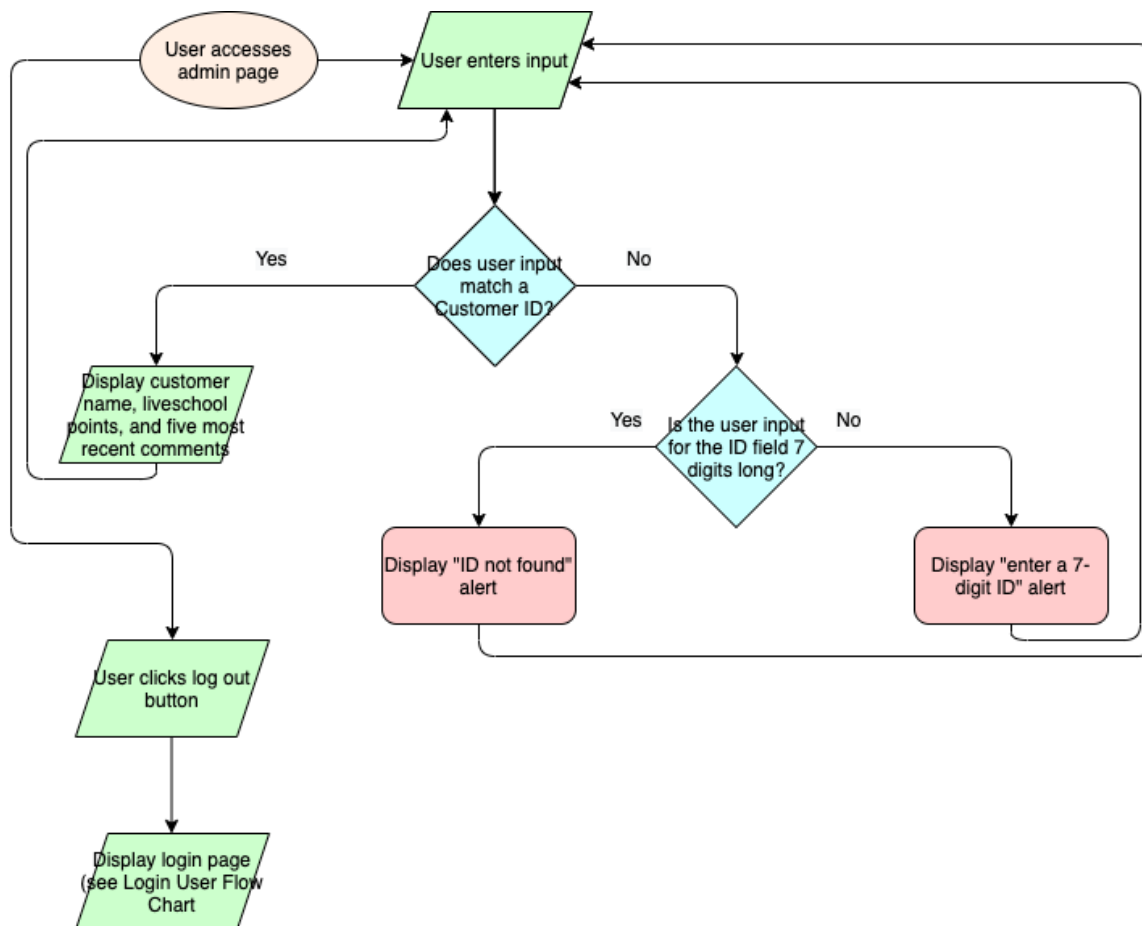 User accesses
admin page
User enters input
Yes
Does user input
match a
Customer ID?
No
Display customer
name, liveschool
points, and five most
recent comments
Yes
Is the user input
for the ID field 7
digits long?
No
Display "ID not found"
alert
Display "enter a 7-
digit ID" alert
User clicks log out
button
Display login page
(see Login User Flow
Chart